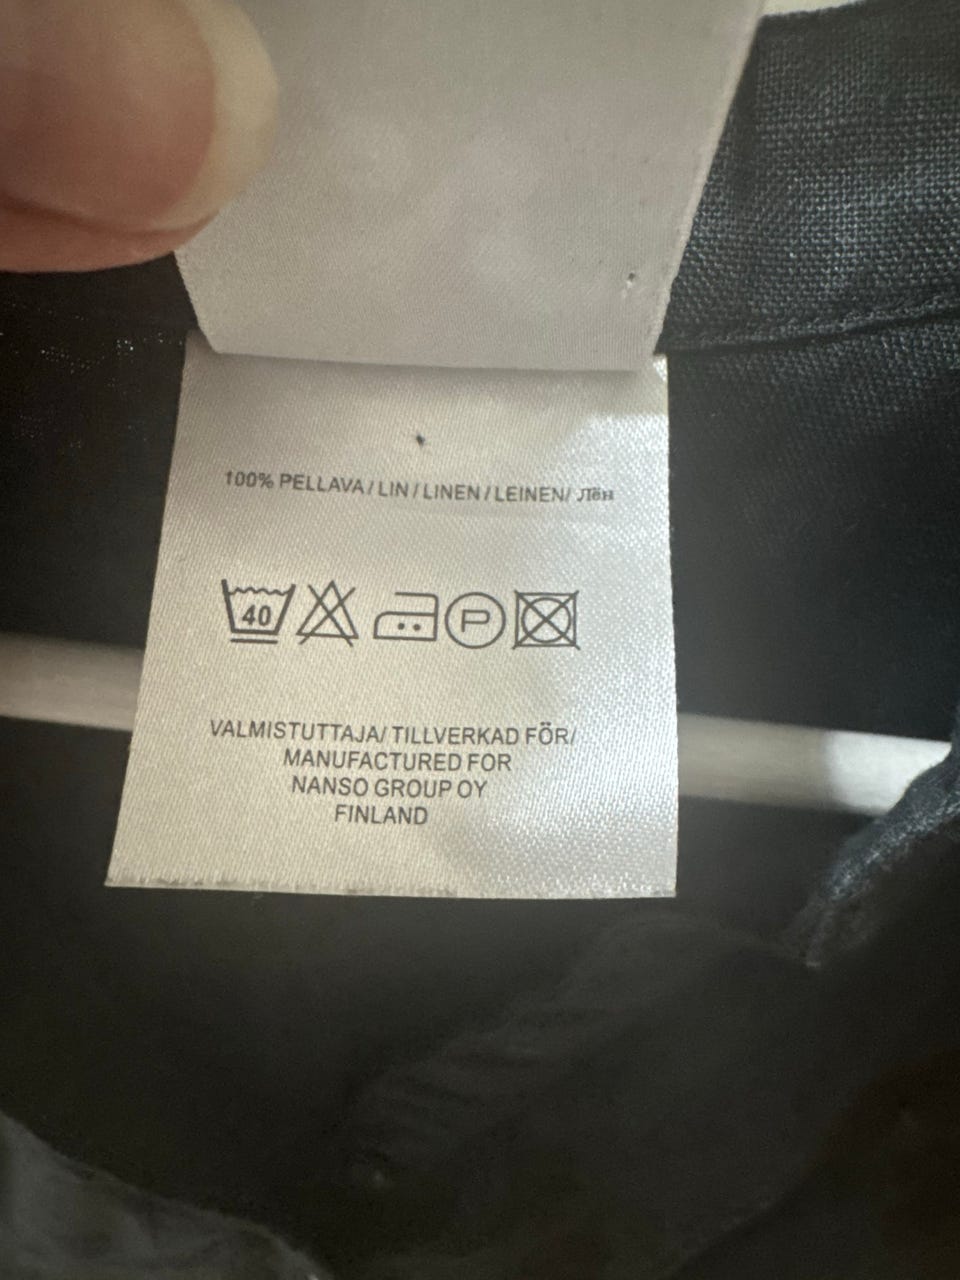 100% PELLAVA / LIN / LINEN / LEINEN/ Лён
40 P
VALMISTUTTAJA/ TILLVERKAD FÖR/
MANUFACTURED FOR
NANSO GROUP OY
FINLAND